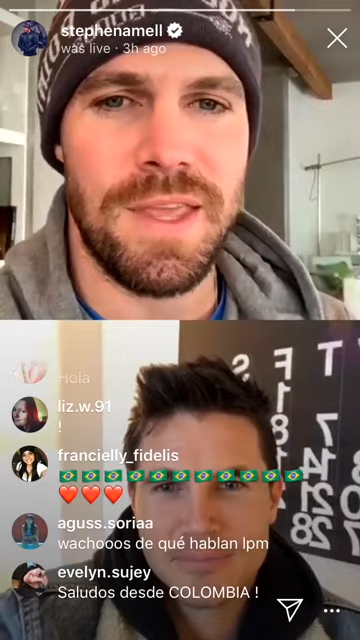 stephenamell
was live · 3h ago
Hola
liz.w.91
!
francielly_fidelis
🇧🇷🇧🇷🇧🇷🇧🇷🇧🇷🇧🇷🇧🇷🇧🇷🇧🇷🇧🇷🇧🇷
❤️❤️❤️
aguss.soriaa
wachooos de qué hablan lpm
evelyn.sujey
Saludos desde COLOMBIA !
S F T